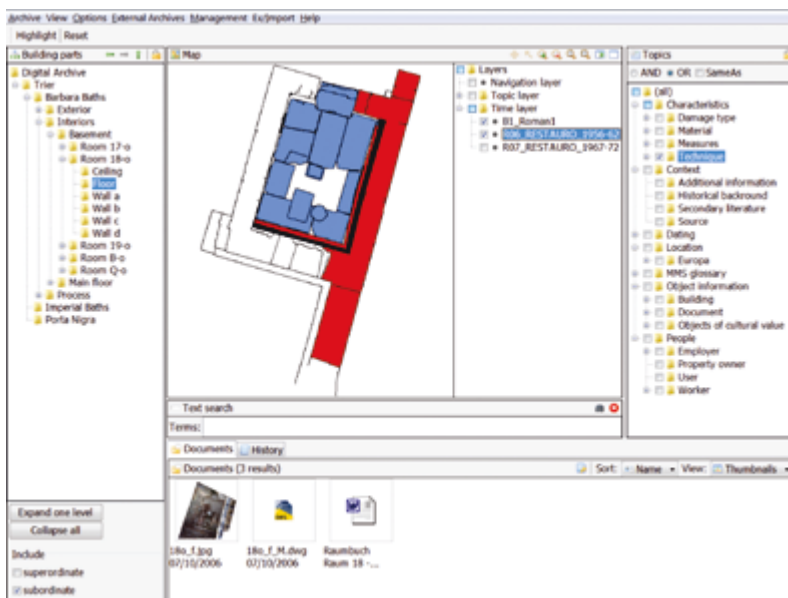 Archive View Options External Archives Management Ex/Import Help
Highlight Reset
Building parts
Digital Archive
Trier
Barbara Baths
Exterior
Interiors
Basement
Room 17-o
Room 18-o
Ceiling
Floor
Wall a
Wall b
Wall c
Wall d
Room 19-o
Room B-o
Room Q-o
Main floor
Process
Imperial Baths
Porta Nigra
Expand one level
Collapse all
Include
superordinate
subordinate
Map
Layers
Navigation layer
Topic layer
Time layer
B1_Roman1
R06_RESTAURO_1956-62
R07_RESTAURO_1967-72
Text search
Terms:
Documents History
Documents (3 results) Sort: Name View: Thumbnails
18o_f.jpg
07/10/2006
18o_f_M.dwg
07/10/2006
Raumbuch
Raum 18 -...
Topics
AND OR SameAs
(all)
Characteristics
Damage type
Material
Measures
Technique
Context
Additional information
Historical backround
Secondary literature
Source
Dating
Location
Europa
MMS glossary
Object information
Building
Document
Objects of cultural value
People
Employer
Property owner
User
Worker